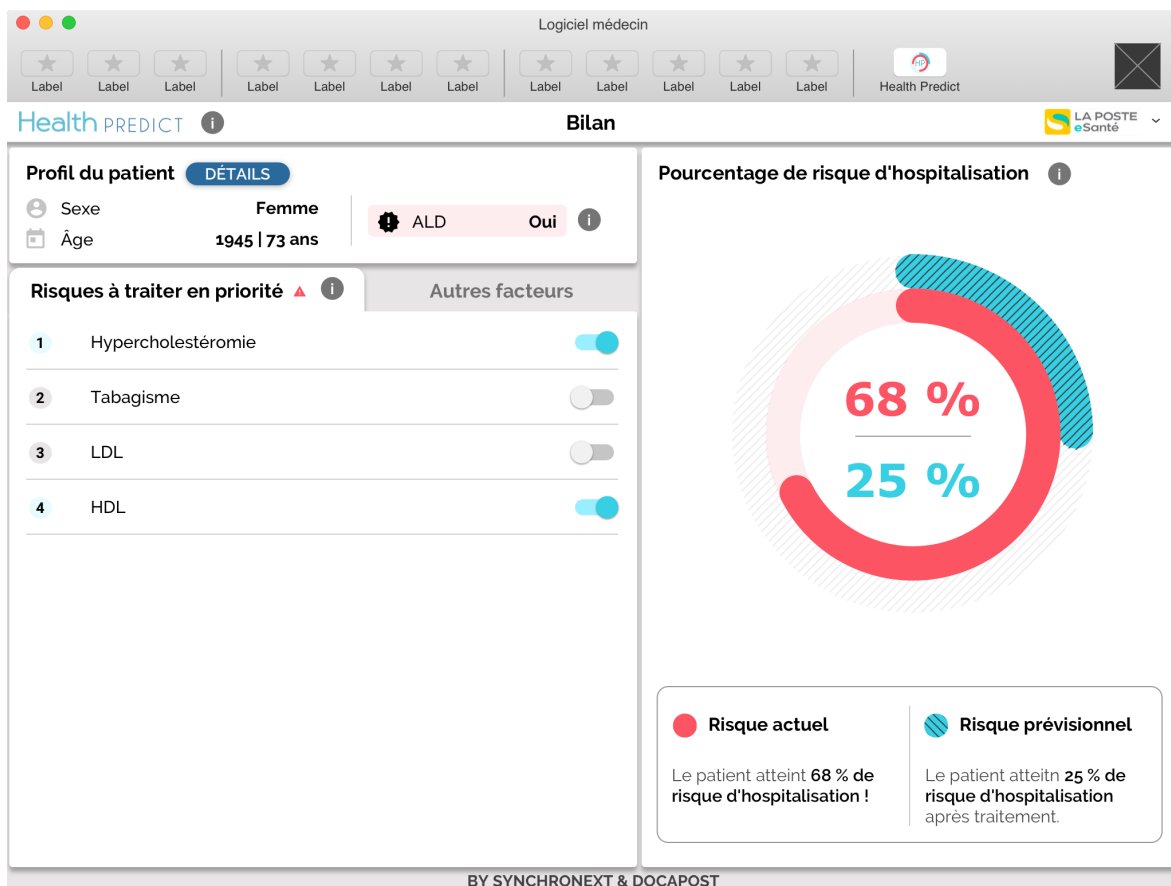 Logiciel médecin
Label Label Label Label Label Label Label Label Label Label Label Label HP Health Predict
Health PREDICT i
Bilan
LA POSTE
eSanté
Profil du patient DÉTAILS
Sexe Femme
Âge 1945 | 73 ans
ALD Oui i
Risques à traiter en priorité i
Autres facteurs
1 Hypercholestéromie
2 Tabagisme
3 LDL
4 HDL
Pourcentage de risque d'hospitalisation i
68 %
25 %
Risque actuel
Le patient atteint 68 % de
risque d'hospitalisation !
Risque prévisionnel
Le patient atteitn 25 % de
risque d'hospitalisation
après traitement.
BY SYNCHRONEXT & DOCAPOST